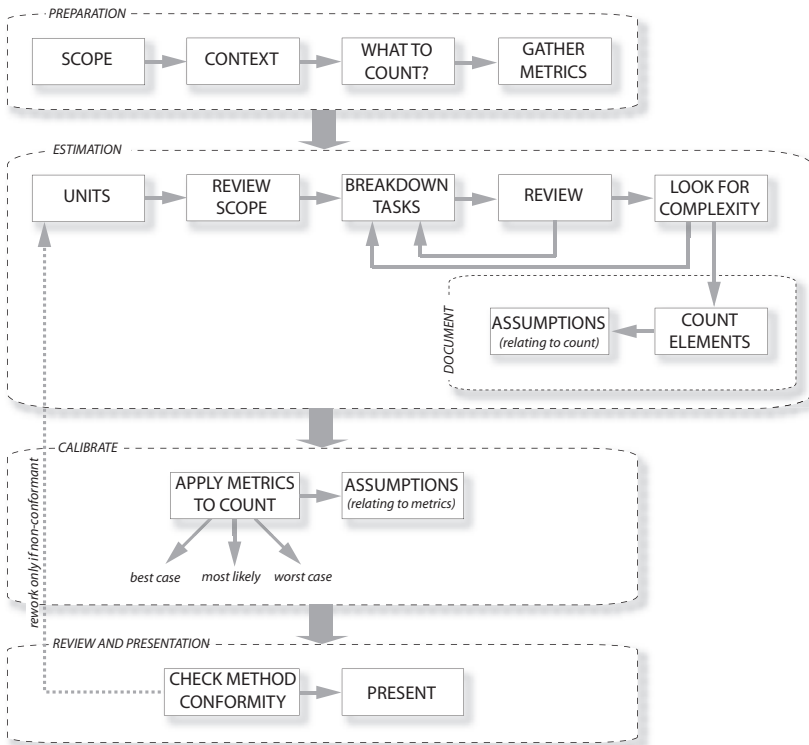 PREPARATION
SCOPE
CONTEXT
WHAT TO
COUNT?
GATHER
METRICS
ESTIMATION
UNITS
REVIEW
SCOPE
BREAKDOWN
TASKS
REVIEW
LOOK FOR
COMPLEXITY
DOCUMENT
ASSUMPTIONS
(relating to count)
COUNT
ELEMENTS
CALIBRATE
APPLY METRICS
TO COUNT
ASSUMPTIONS
(relating to metrics)
best case
most likely
worst case
rework only if non-conformant
REVIEW AND PRESENTATION
CHECK METHOD
CONFORMITY
PRESENT